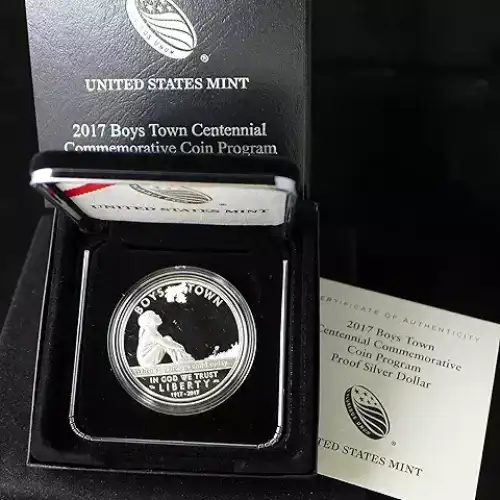 UNITED STATES MINT
2017 Boys Town Centennial
Commemorative Coin Program
UNITED STATES MINT
BOYS TOWN
IN GOD WE TRUST
LIBERTY
1917-2017
CERTIFICATE OF AUTHENTICITY
2017 Boys Town
Centennial Commemorative
Coin Program
Proof Silver Dollar
UNITED STATES MINT